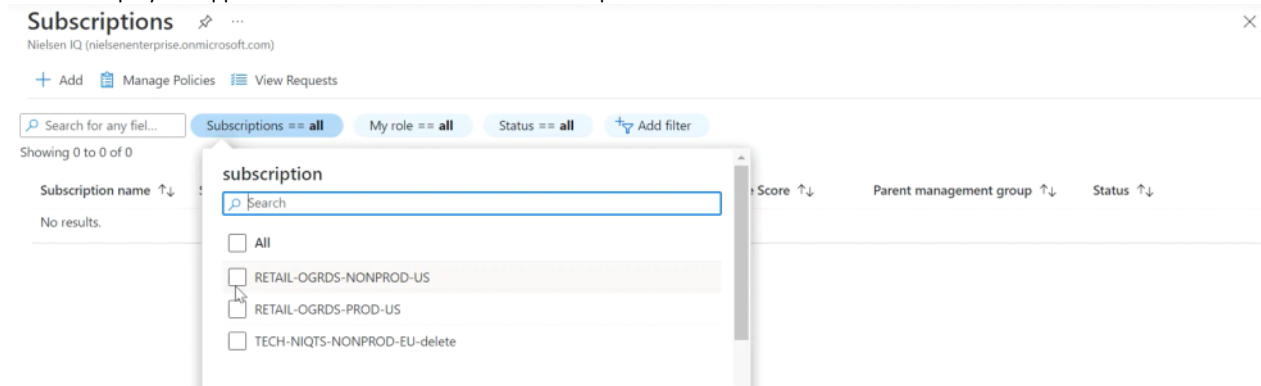 Subscriptions
Nielsen IQ (nielsenenterprise.onmicrosoft.com)
Add Manage Policies View Requests
Search for any fiel... Subscriptions == all My role == all Status == all Add filter
Showing 0 to 0 of 0
Subscription name Score Parent management group Status
No results.
subscription
Search
All
RETAIL-OGRDS-NONPROD-US
RETAIL-OGRDS-PROD-US
TECH-NIQTS-NONPROD-EU-delete